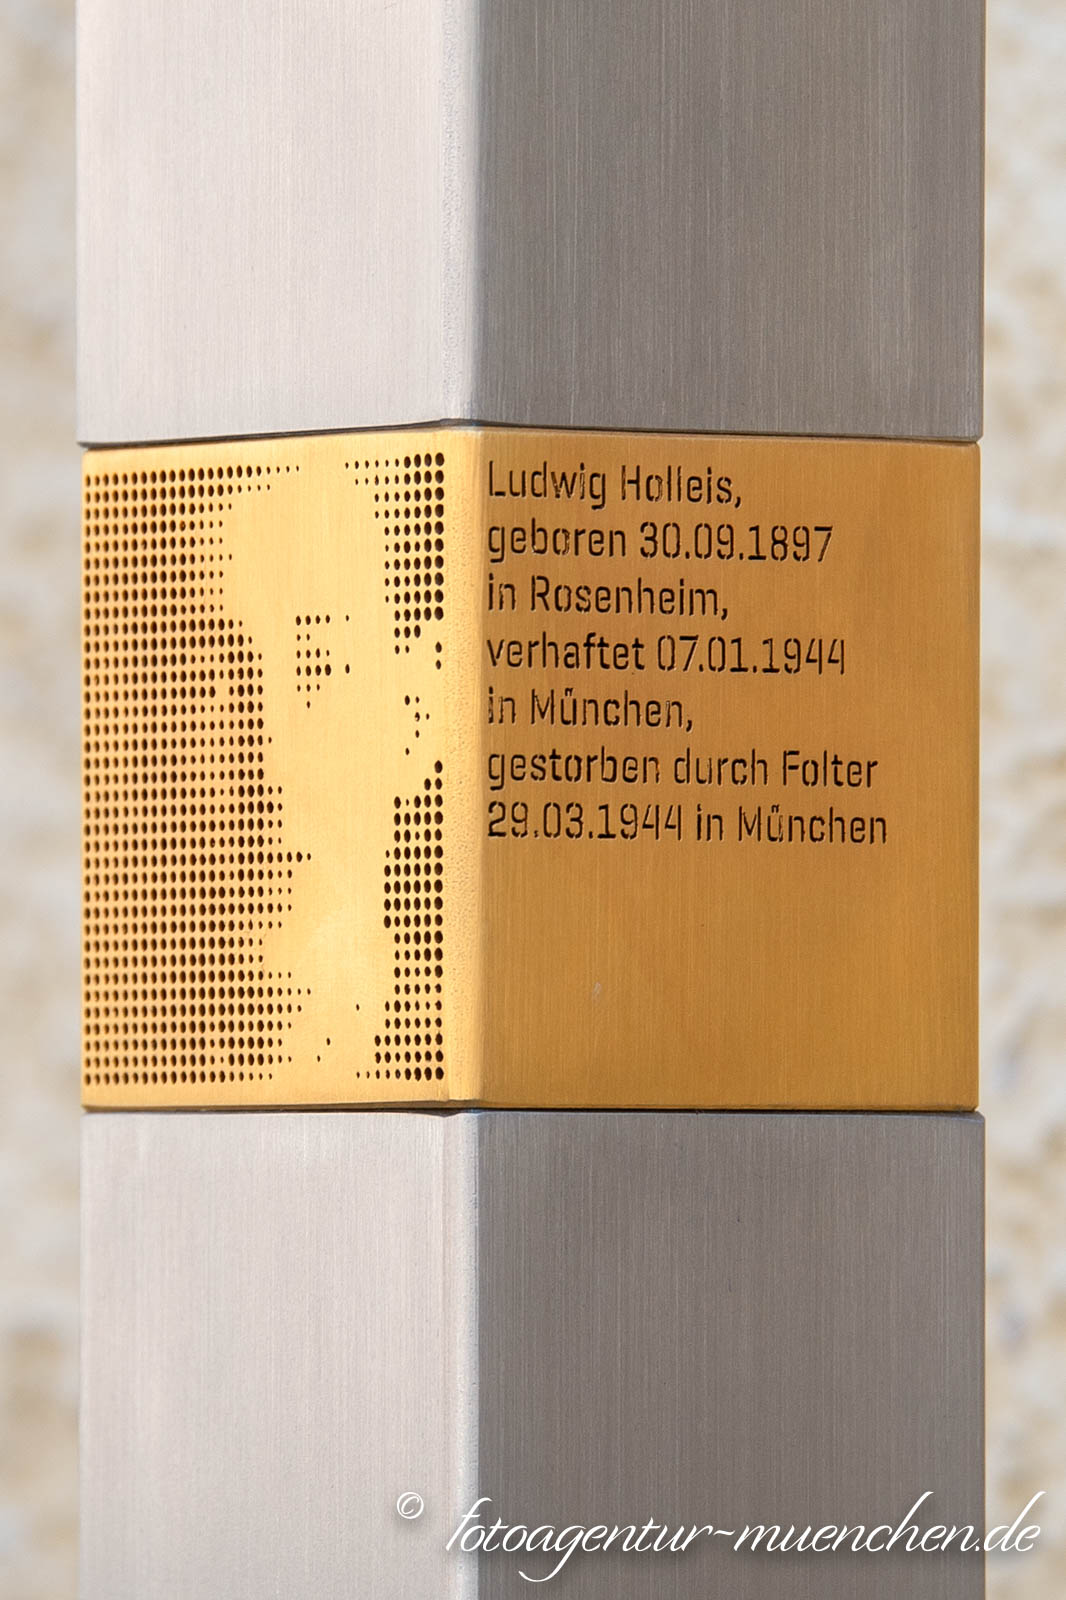 Ludwig Holleis,
geboren 30.09.1897
in Rosenheim,
verhaftet 07.01.1944
in München,
gestorben durch Folter
29.03.1944 in München
© fotoagentur-muenchen.de